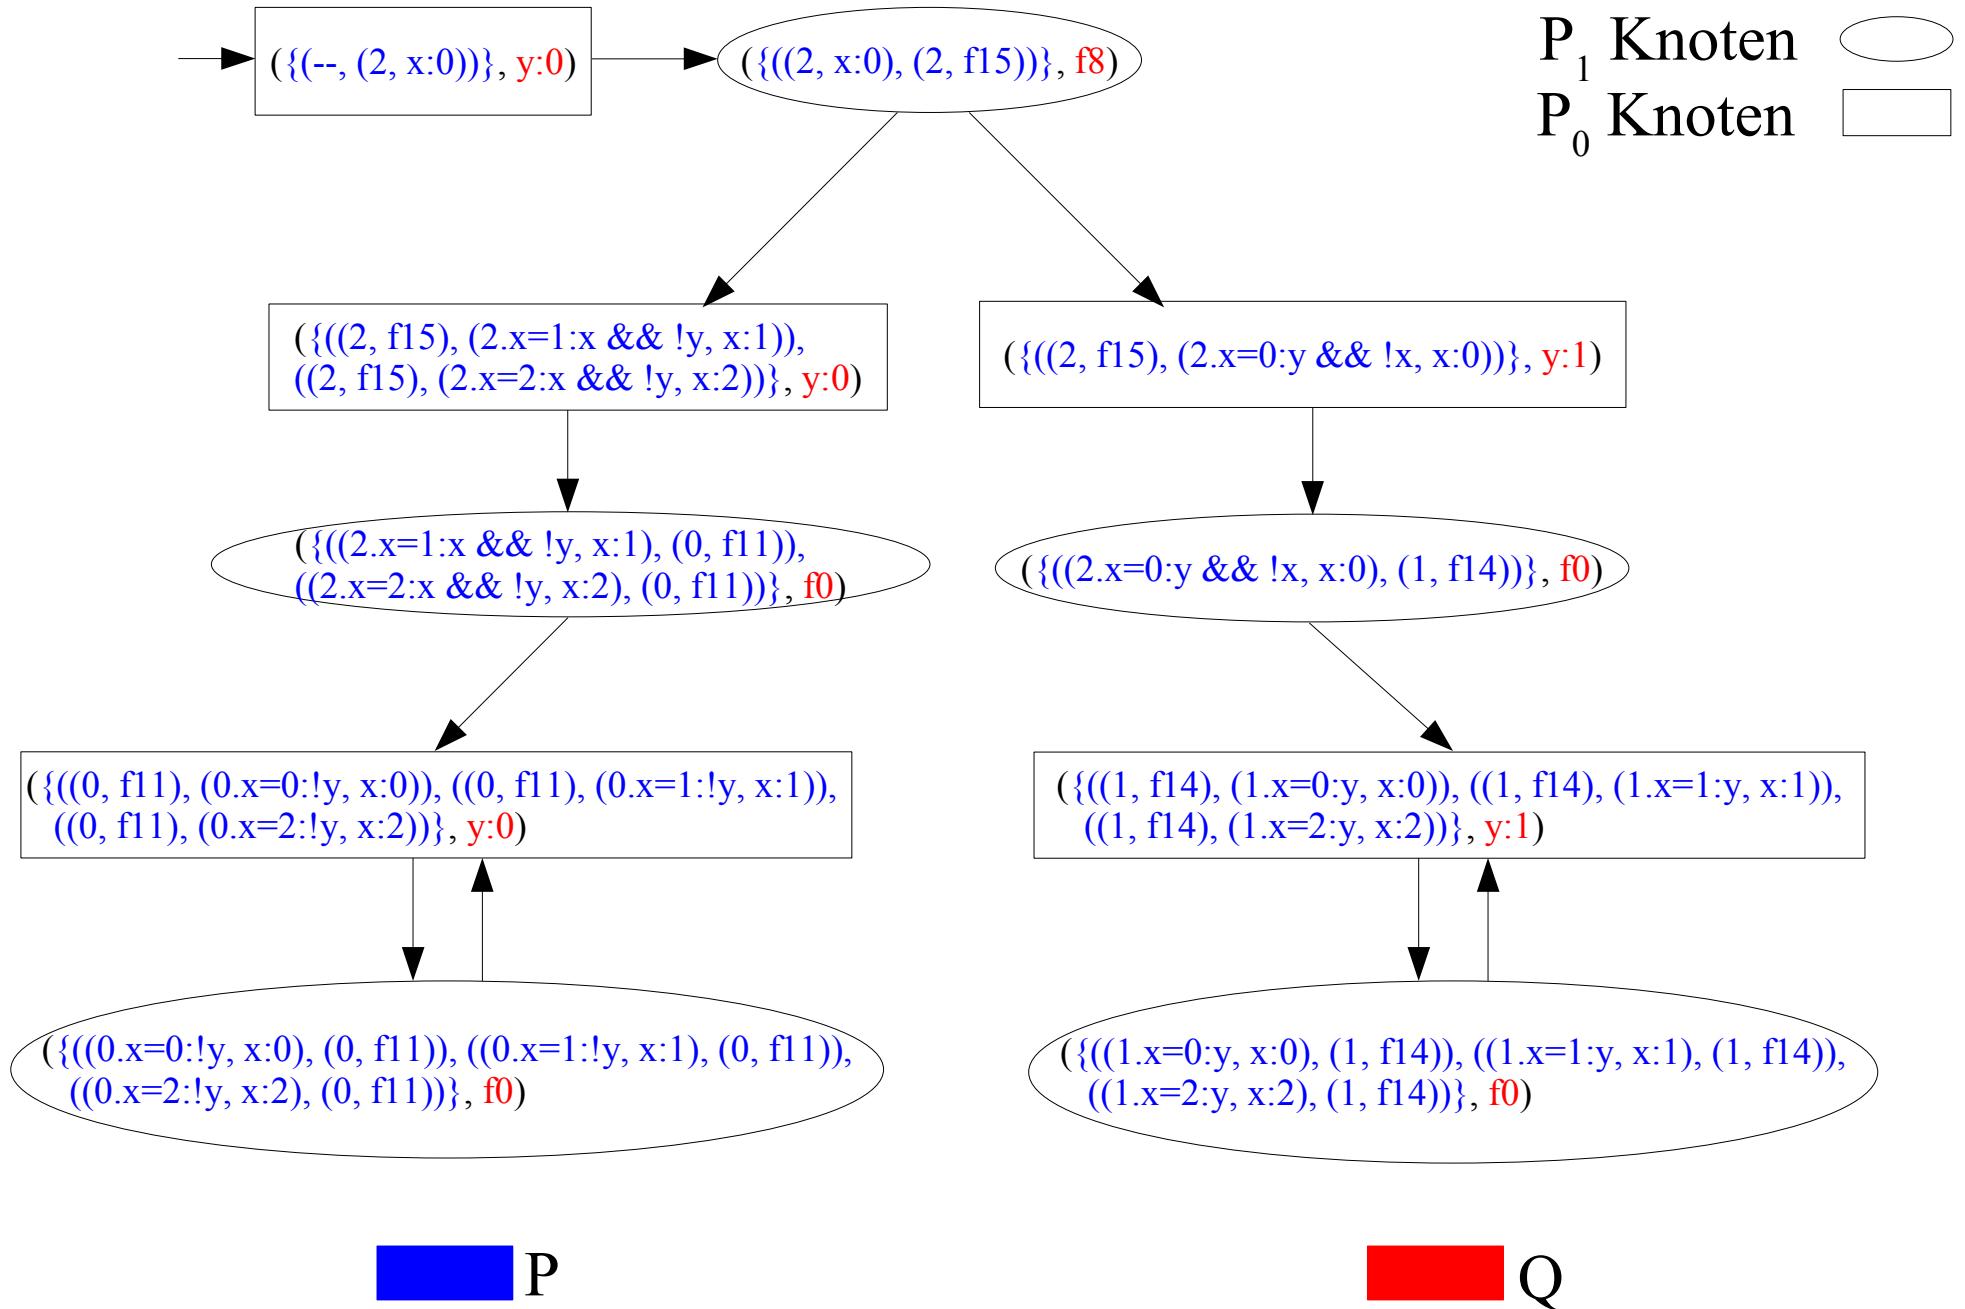 ({(--, (2, x:0))}, y:0)
({((2, x:0), (2, f15))}, f8)
P1 Knoten
P0 Knoten
({((2, f15), (2.x=1:x && !y, x:1)),
((2, f15), (2.x=2:x && !y, x:2))}, y:0)
({((2, f15), (2.x=0:y && !x, x:0))}, y:1)
({((2.x=1:x && !y, x:1), (0, f11)),
((2.x=2:x && !y, x:2), (0, f11))}, f0)
({((2.x=0:y && !x, x:0), (1, f14))}, f0)
({((0, f11), (0.x=0:!y, x:0)), ((0, f11), (0.x=1:!y, x:1)),
((0, f11), (0.x=2:!y, x:2))}, y:0)
({((1, f14), (1.x=0:y, x:0)), ((1, f14), (1.x=1:y, x:1)),
((1, f14), (1.x=2:y, x:2))}, y:1)
({((0.x=0:!y, x:0), (0, f11)), ((0.x=1:!y, x:1), (0, f11)),
((0.x=2:!y, x:2), (0, f11))}, f0)
({((1.x=0:y, x:0), (1, f14)), ((1.x=1:y, x:1), (1, f14)),
((1.x=2:y, x:2), (1, f14))}, f0)
P
Q